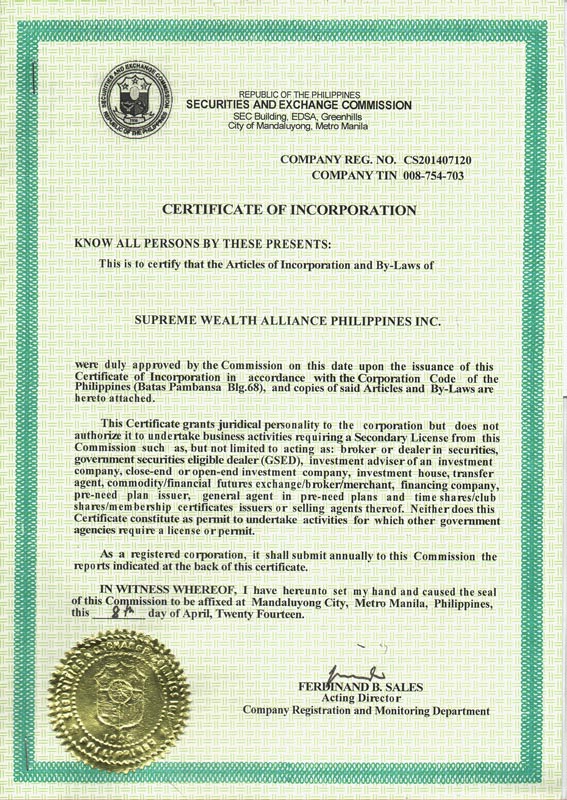 SECURITIES AND EXCHANGE COMMISSION
REPUBLIC OF THE PHILIPPINES
REPUBLIC OF THE PHILIPPINES
SECURITIES AND EXCHANGE COMMISSION
SEC Building, EDSA, Greenhills
City of Mandaluyong, Metro Manila
COMPANY REG. NO. CS201407120
COMPANY TIN 008-754-703
CERTIFICATE OF INCORPORATION
KNOW ALL PERSONS BY THESE PRESENTS:
This is to certify that the Articles of Incorporation and By-Laws of
SUPREME WEALTH ALLIANCE PHILIPPINES INC.
were duly approved by the Commission on this date upon the issuance of this
Certificate of Incorporation in accordance with the Corporation Code of the
Philippines (Batas Pambansa Blg.68), and copies of said Articles and By-Laws are
hereto attached.
This Certificate grants juridical personality to the corporation but does not
authorize it to undertake business activities requiring a Secondary License from this
Commission such as, but not limited to acting as: broker or dealer in securities,
government securities eligible dealer (GSED), investment adviser of an investment
company, close-end or open-end investment company, investment house, transfer
agent, commodity/financial futures exchange/broker/merchant, financing company,
pre-need plan issuer, general agent in pre-need plans and time shares/club
shares/membership certificates issuers or selling agents thereof. Neither does this
Certificate constitute as permit to undertake activities for which other government
agencies require a license or permit.
As a registered corporation, it shall submit annually to this Commission the
reports indicated at the back of this certificate.
IN WITNESS WHEREOF, I have hereunto set my hand and caused the seal
of this Commission to be affixed at Mandaluyong City, Metro Manila, Philippines,
this 8th day of April, Twenty Fourteen.
FERDINAND B. SALES
Acting Director
Company Registration and Monitoring Department